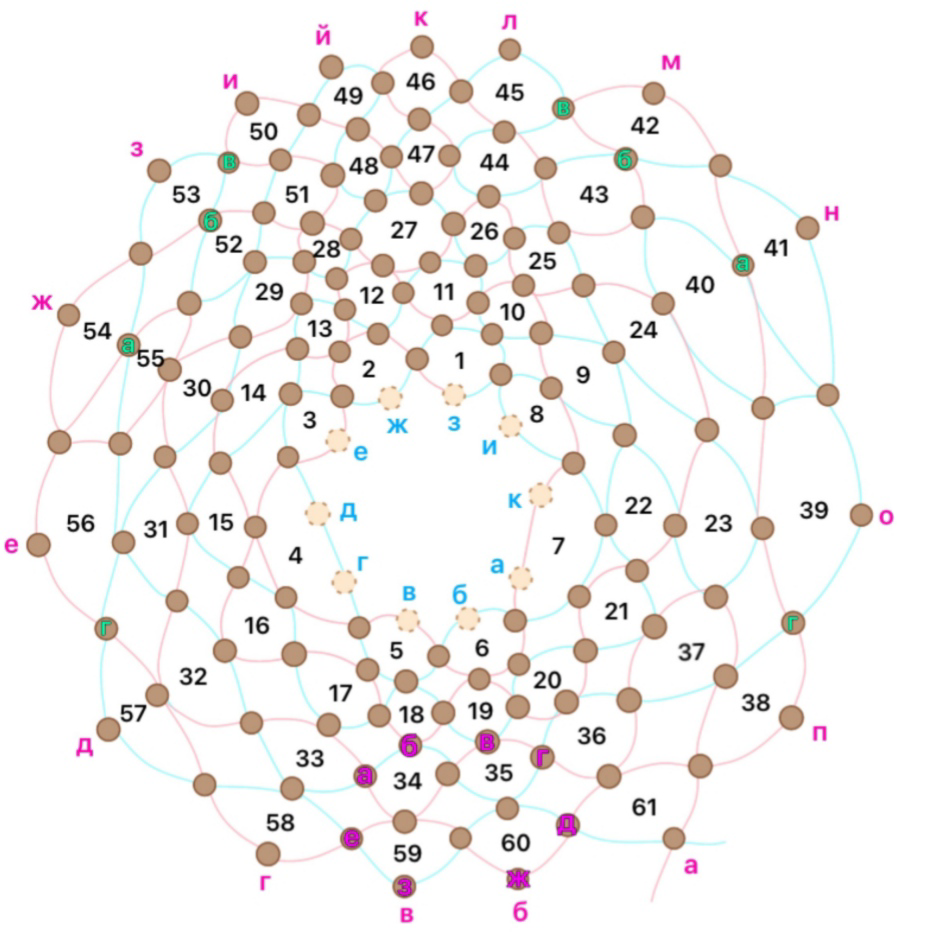 к
л
й
м
и
46
49
45
в
50
42
з
в
47
б
48
44
53
51
43
н
б
27
26
52
28
25
41
а
29
12
11
40
ж
10
54
13
24
а
55
2
1
9
30
14
3
ж
з
8
е
и
к
22
39
о
56
31
15
23
е
д
4
7
г
а
в
б
21
г
16
г
5
6
37
32
20
17
38
57
18
19
п
д
б
в
36
33
г
а
34
35
61
58
е
д
59
60
а
г
з
ж
в
б